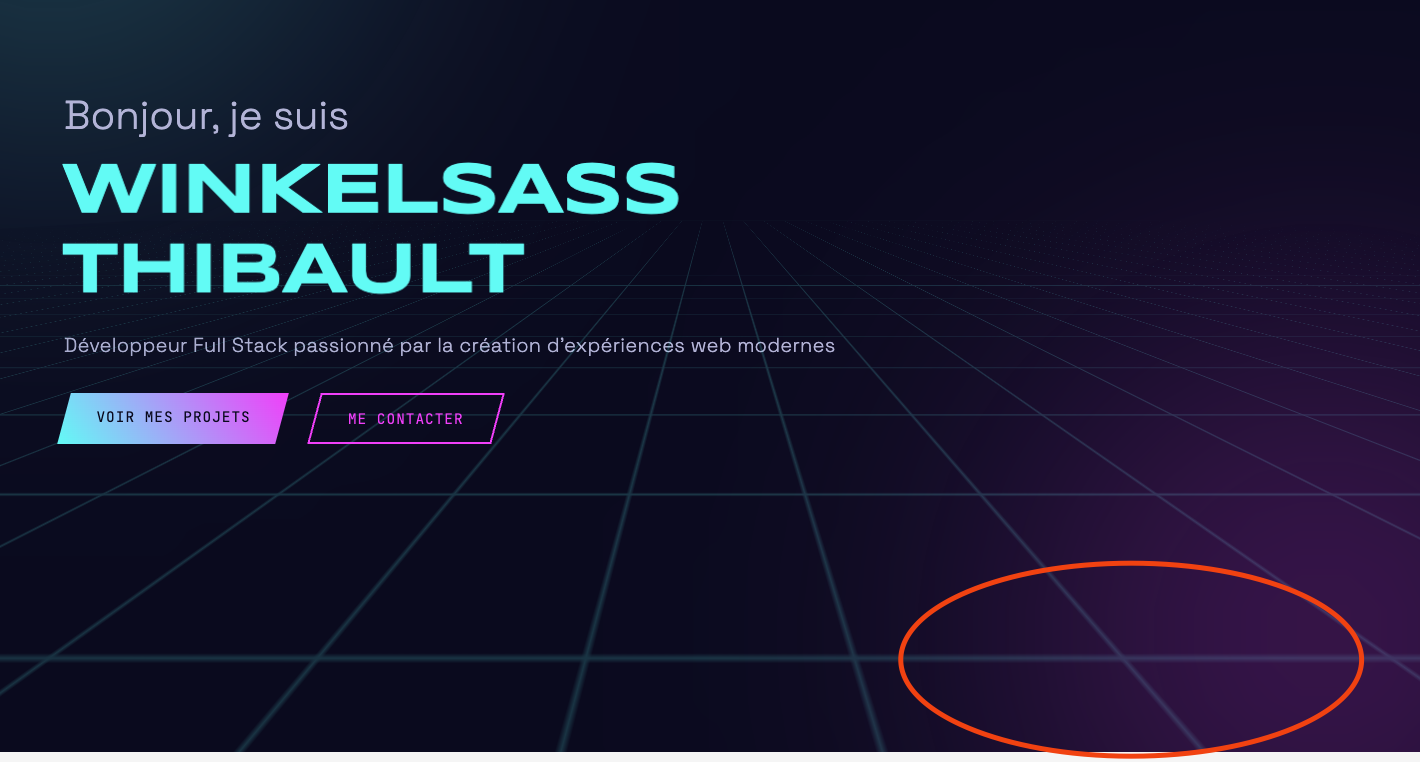 Bonjour, je suis
WINKELSASS
THIBAULT
Développeur Full Stack passionné par la création d'expériences web modernes
VOIR MES PROJETS
ME CONTACTER